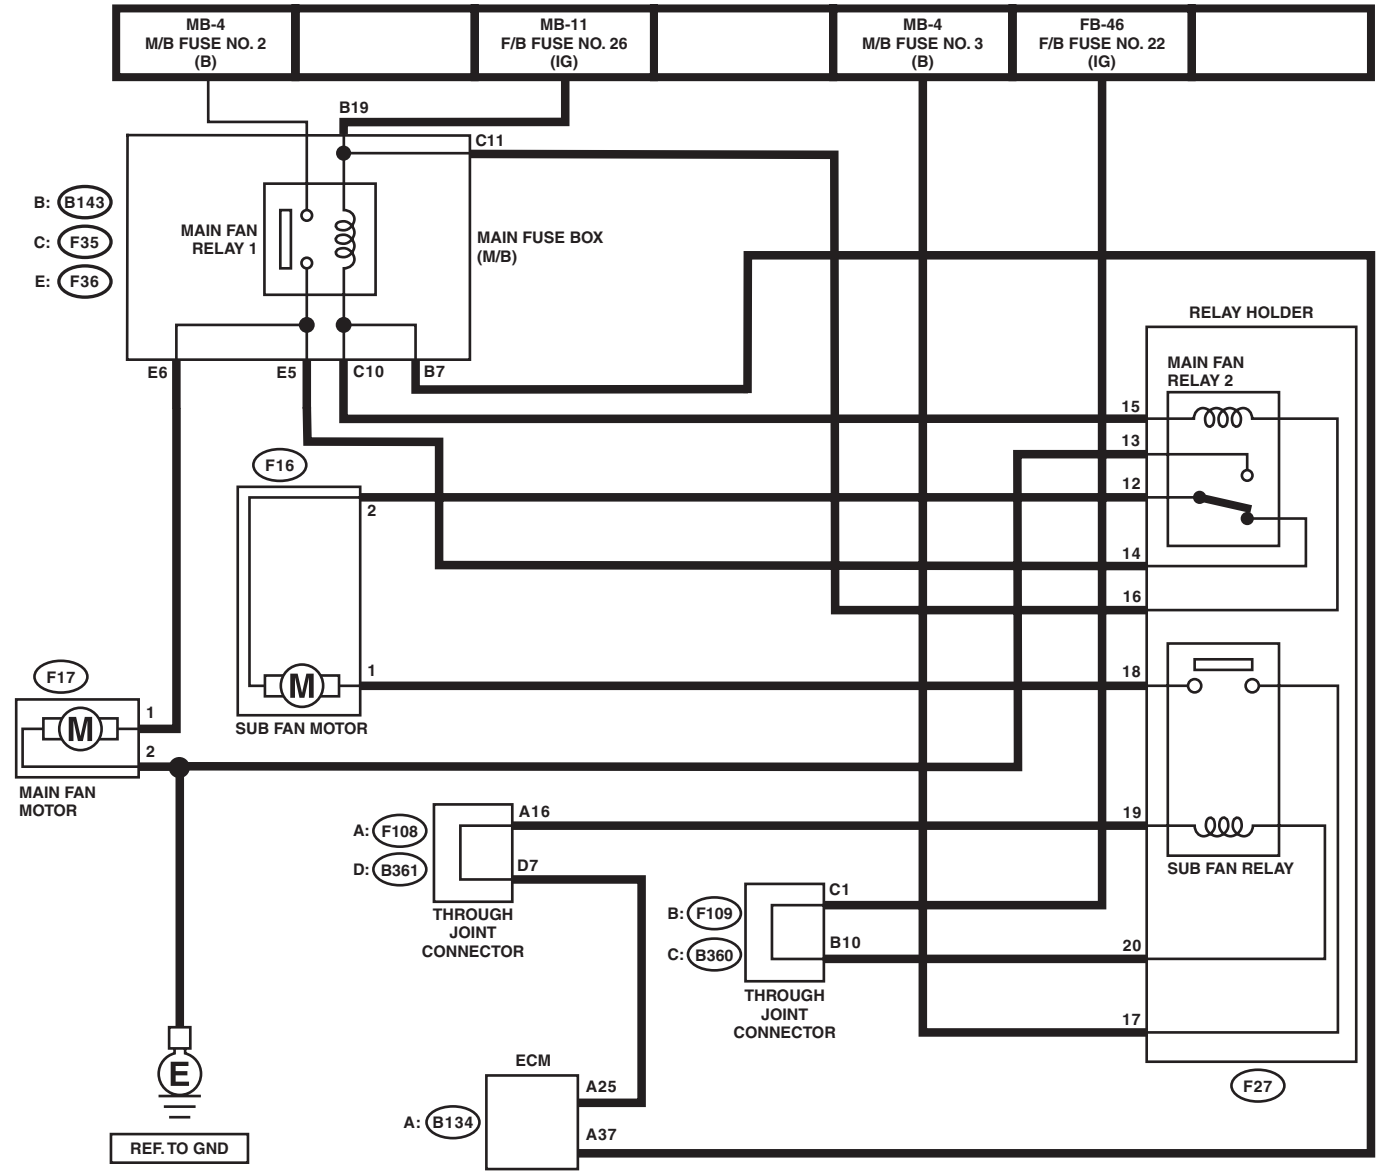 MB-4
M/B FUSE NO. 2
(B)
MB-11
F/B FUSE NO. 26
(IG)
MB-4
M/B FUSE NO. 3
(B)
FB-46
F/B FUSE NO. 22
(IG)
B19
C11
B: B143
C: F35
E: F36
MAIN FAN
RELAY 1
MAIN FUSE BOX
(M/B)
E6
E5
C10
B7
RELAY HOLDER
MAIN FAN
RELAY 2
15
13
12
14
16
F16
2
1
M
SUB FAN MOTOR
18
F17
M
1
2
MAIN FAN
MOTOR
A16
A: F108
D: B361
D7
THROUGH
JOINT
CONNECTOR
19
SUB FAN RELAY
C1
B: F109
B10
C: B360
THROUGH
JOINT
CONNECTOR
20
17
F27
E
REF. TO GND
ECM
A25
A: B134
A37